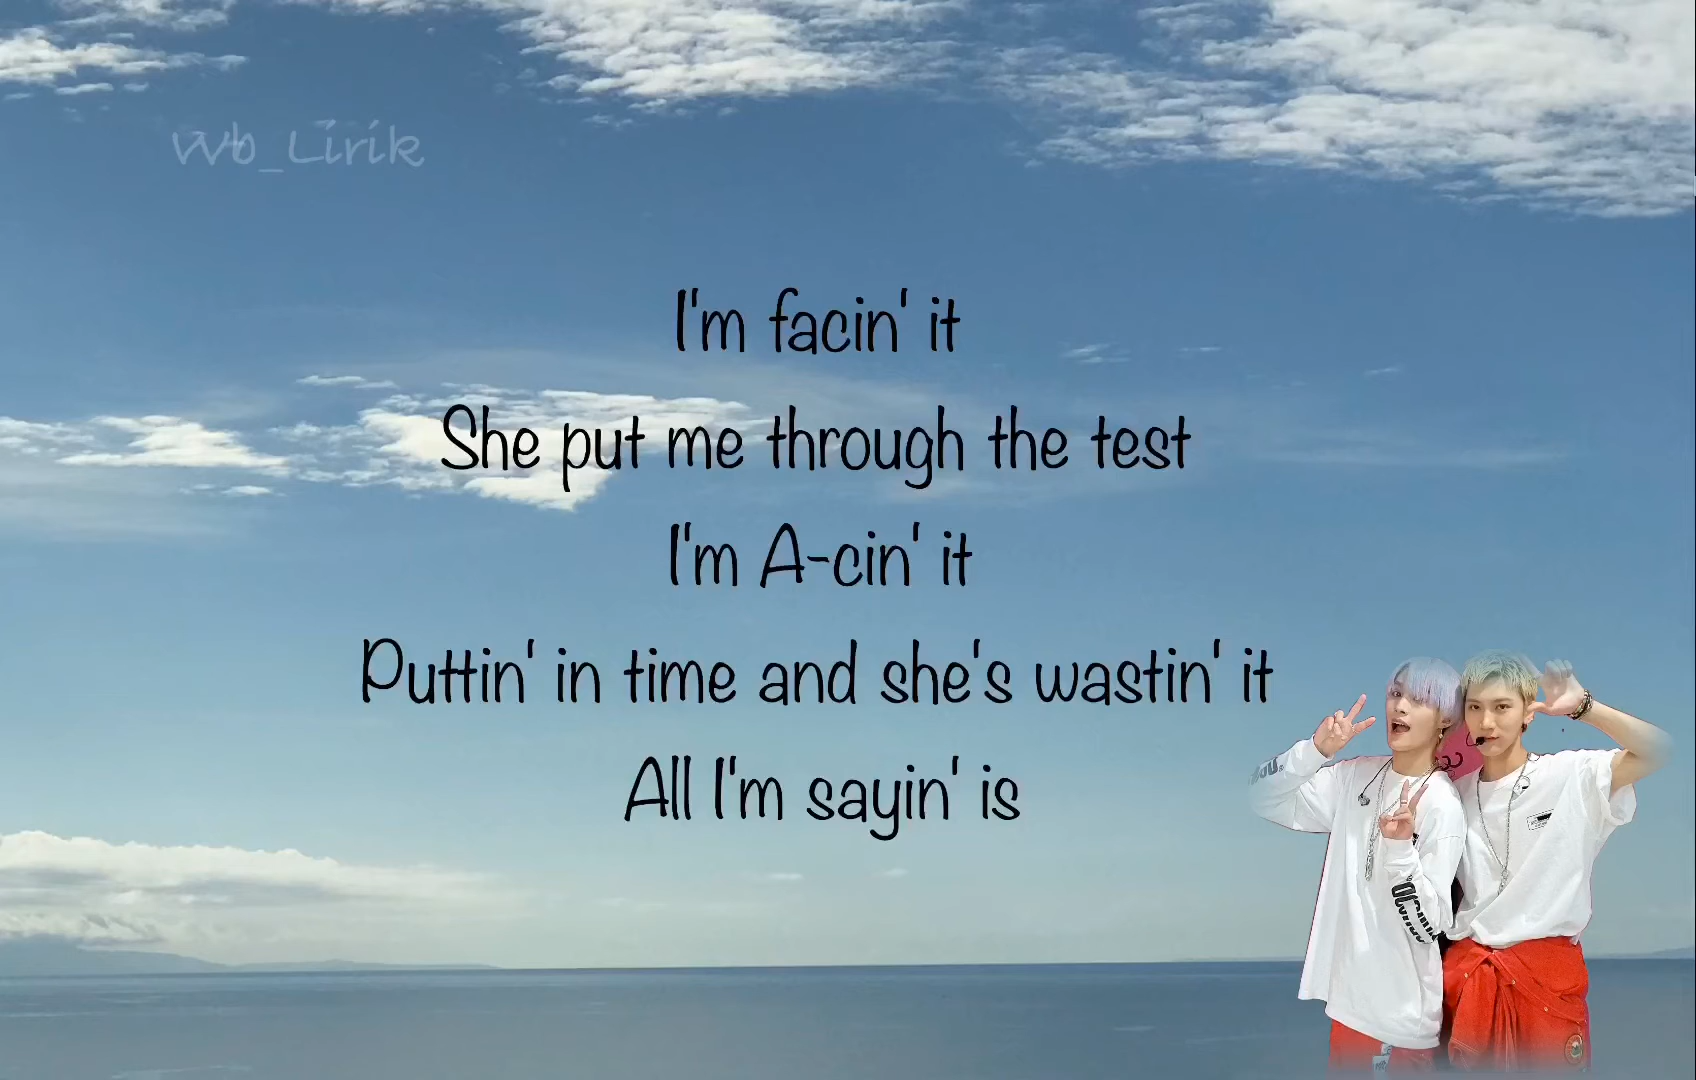 Wb_Lirik
I'm facin' it
She put me through the test
I'm A-cin' it
Puttin' in time and she's wastin' it
All I'm sayin' is